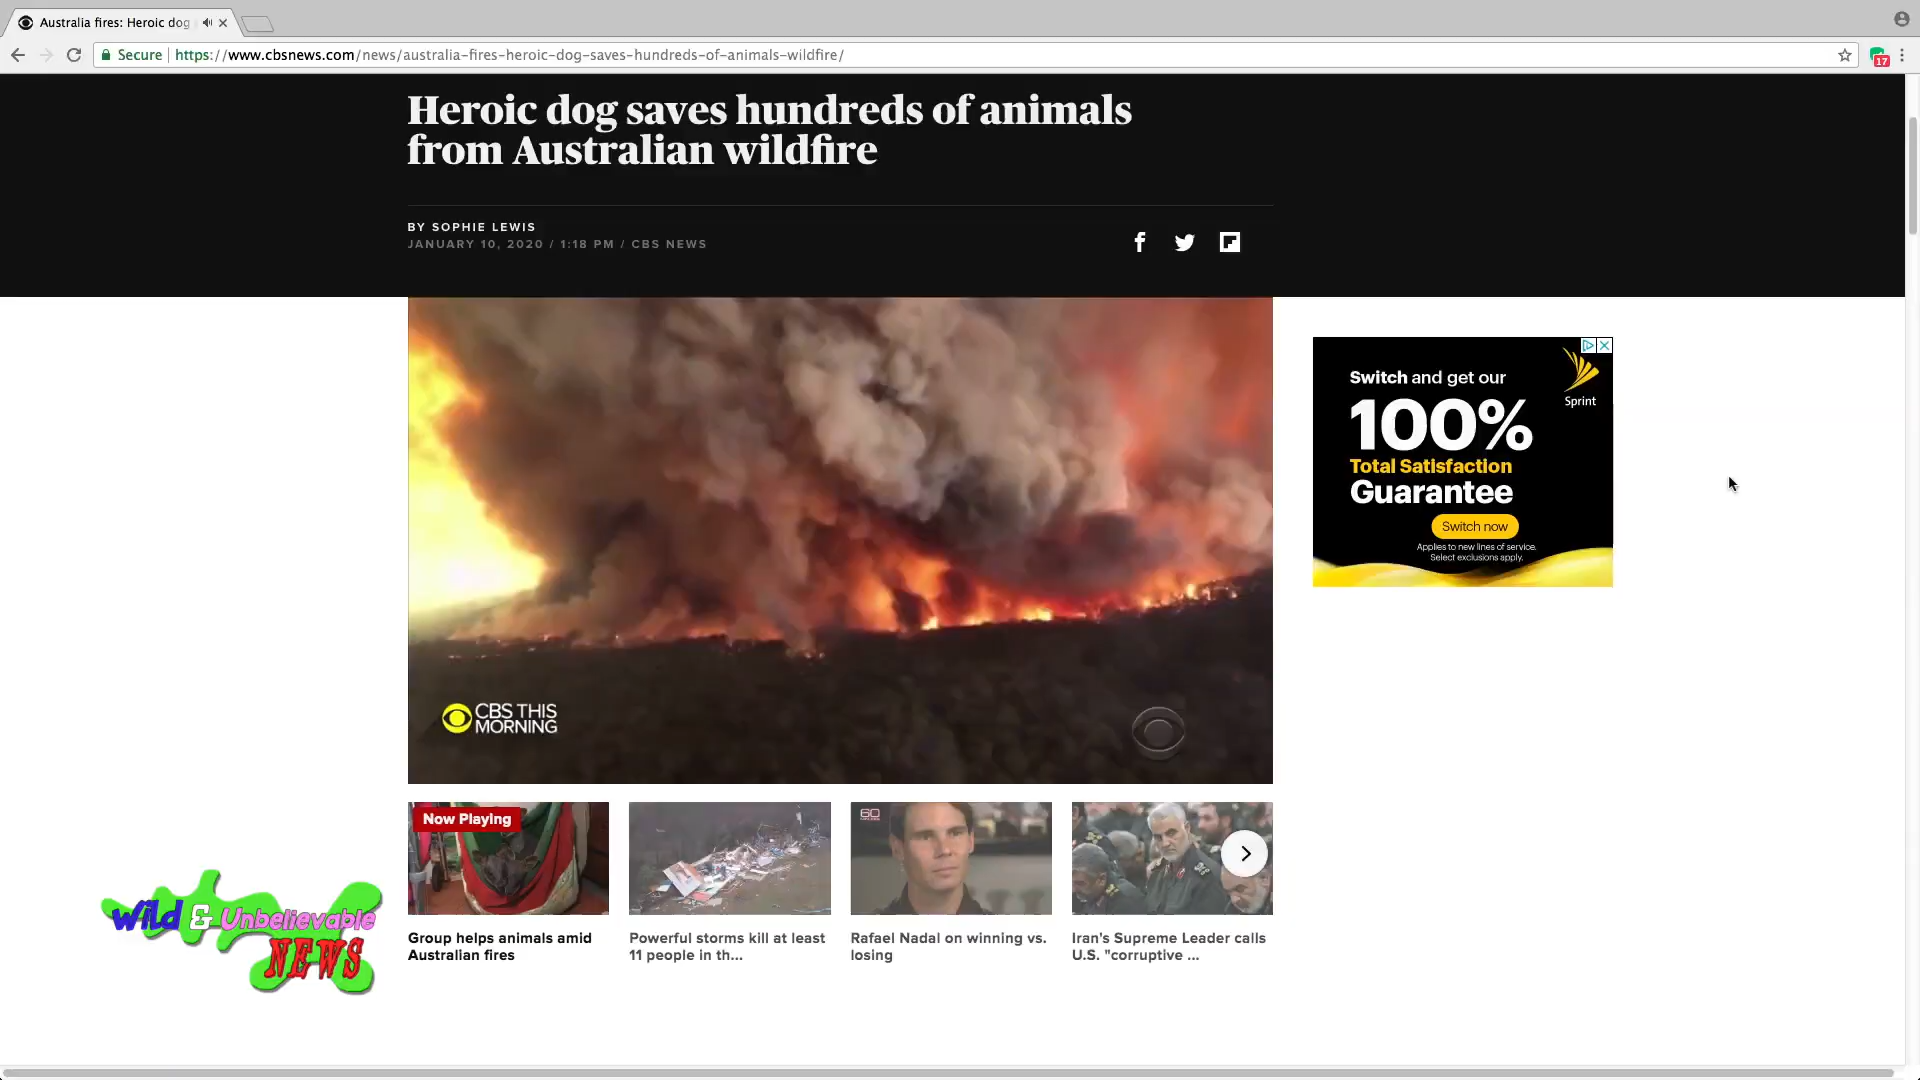 Australia fires: Heroic dog
Secure
https://www.cbsnews.com/news/australia-fires-heroic-dog-saves-hundreds-of-animals-wildfire/
17
Heroic dog saves hundreds of animals
from Australian wildfire
BY SOPHIE LEWIS
JANUARY 10, 2020 / 1:18 PM / CBS NEWS
CBS THIS
MORNING
Switch and get our
100%
Total Satisfaction
Guarantee
Switch now
Applies to new lines of service.
Select exclusions apply.
Sprint
Now Playing
60
Group helps animals amid
Australian fires
Powerful storms kill at least
11 people in th...
Rafael Nadal on winning vs.
losing
Iran's Supreme Leader calls
U.S. "corruptive ...
Wild & Unbelievable
NEWS